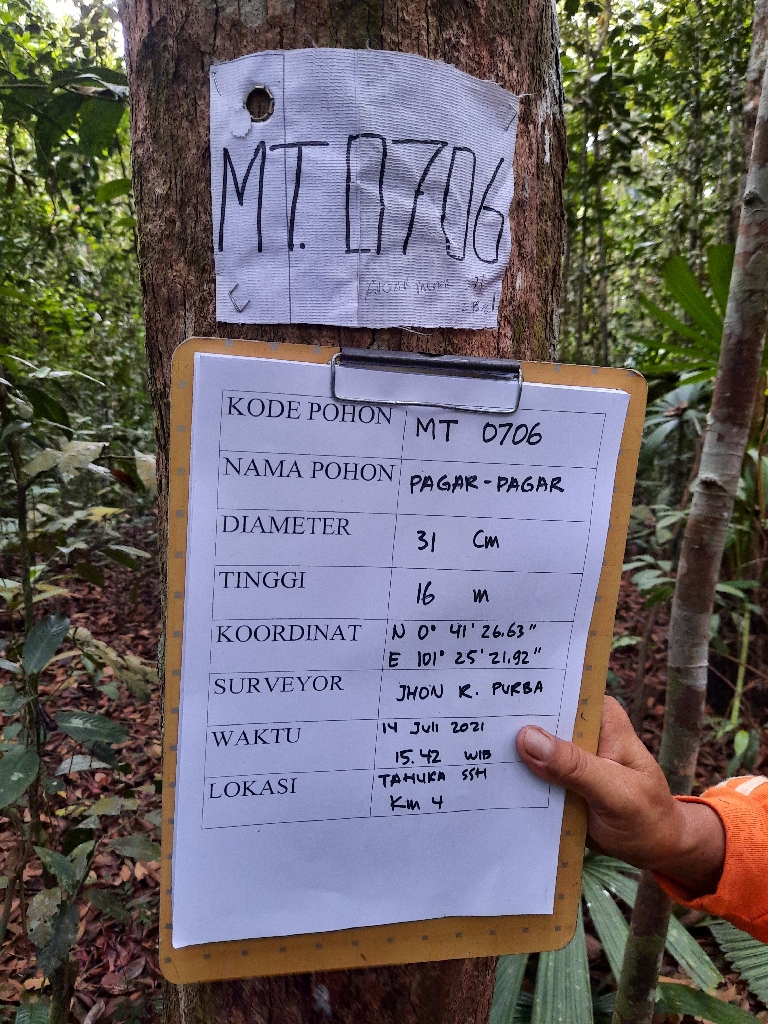 MT. 0706
PAGAR PAGAR
KODE POHON MT 0706
NAMA POHON PAGAR-PAGAR
DIAMETER 31 Cm
TINGGI 16 m
KOORDINAT N 0° 41' 26.63"
E 101° 25' 21.92"
SURVEYOR JHON R. PURBA
WAKTU 14 JULI 2021
15.42 WIB
LOKASI TAHURA SSH
Km 4